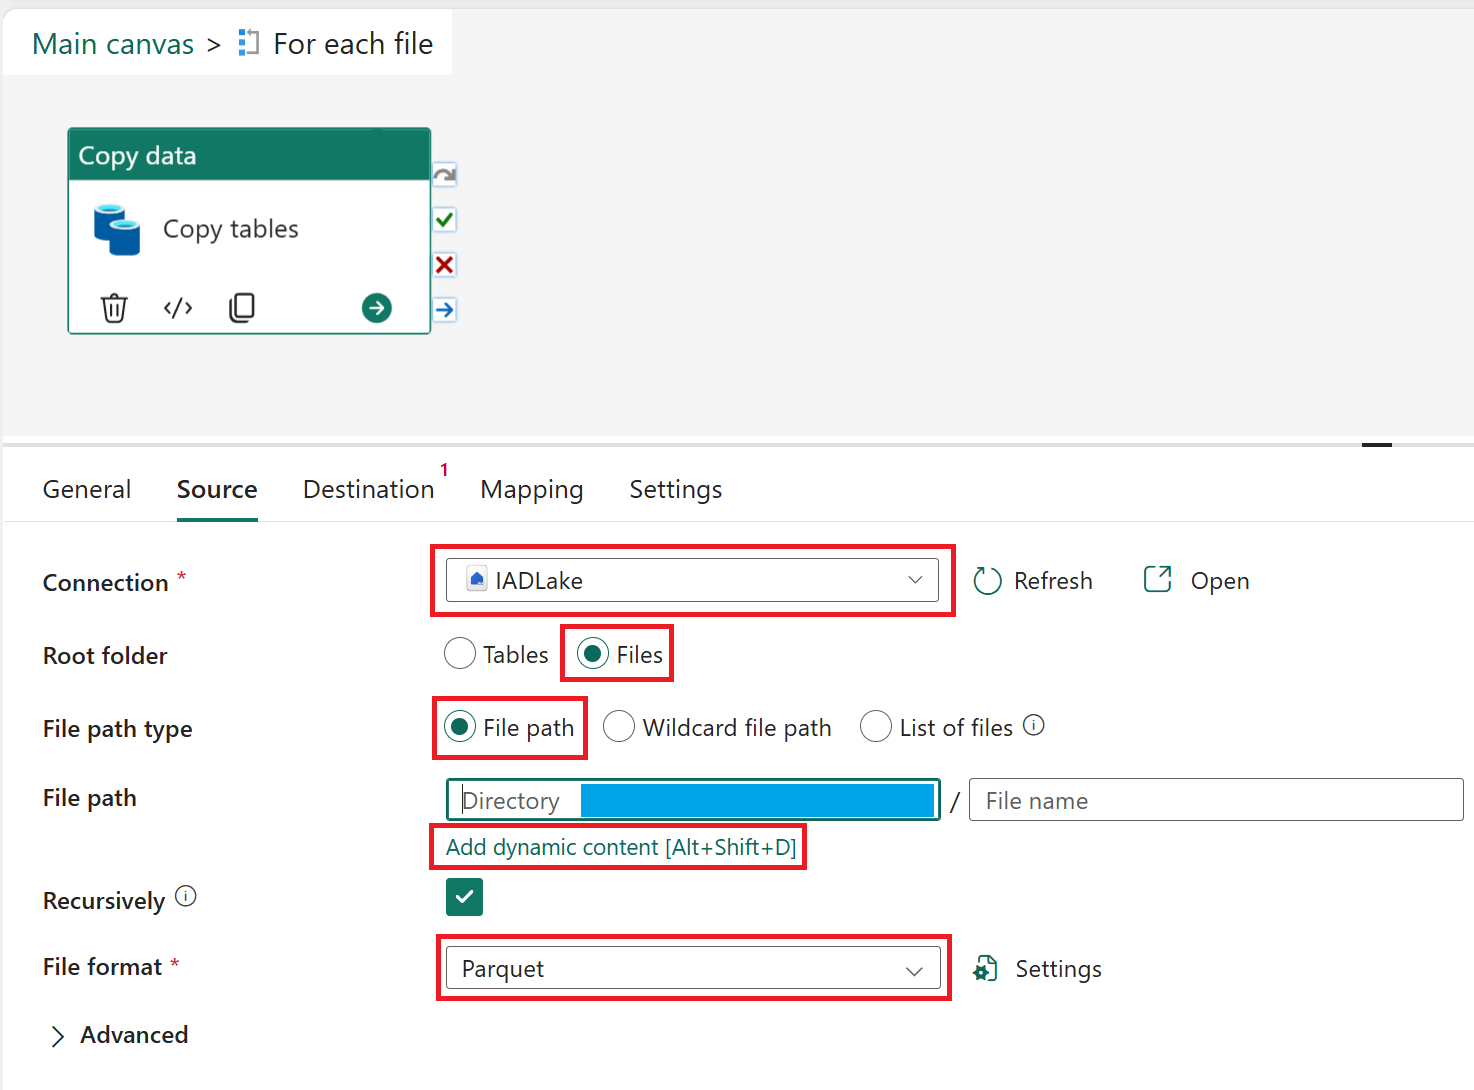 Main canvas > For each file
Copy data
Copy tables
General Source Destination 1 Mapping Settings
Connection * IADLake Refresh Open
Root folder Tables Files
File path type File path Wildcard file path List of files
File path Directory / File name
Add dynamic content [Alt+Shift+D]
Recursively
File format * Parquet Settings
Advanced